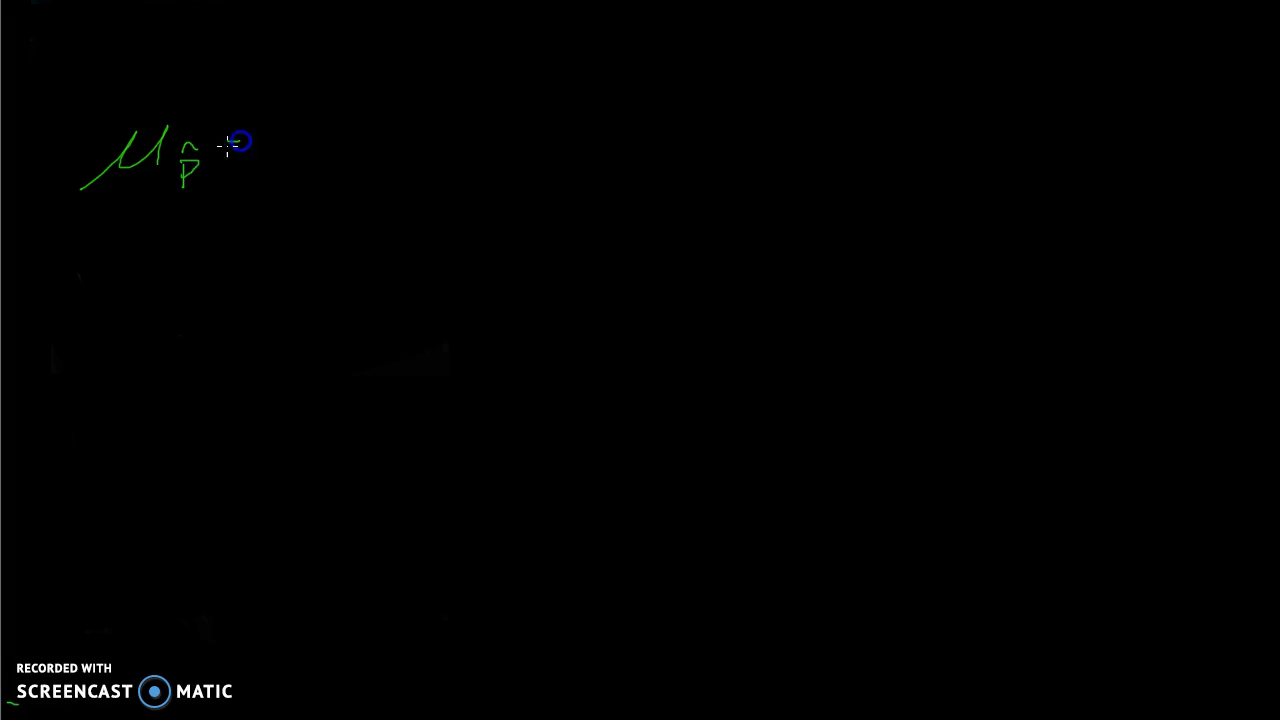 μ p̂ -
RECORDED WITH
SCREENCAST MATIC